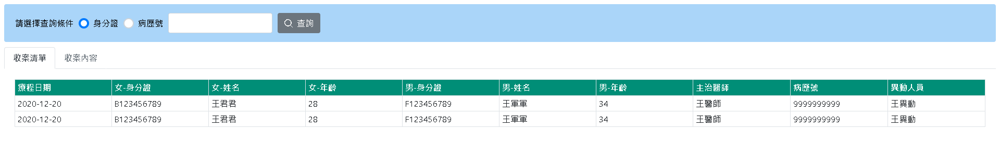 請選擇查詢條件 身分證 病歷號 查詢
收案清單 收案內容
療程日期 女-身分證 女-姓名 女-年齡 男-身分證 男-姓名 男-年齡 主治醫師 病歷號 異動人員
2020-12-20 B123456789 王君君 28 F123456789 王軍軍 34 王醫師 9999999999 王異動
2020-12-20 B123456789 王君君 28 F123456789 王軍軍 34 王醫師 9999999999 王異動